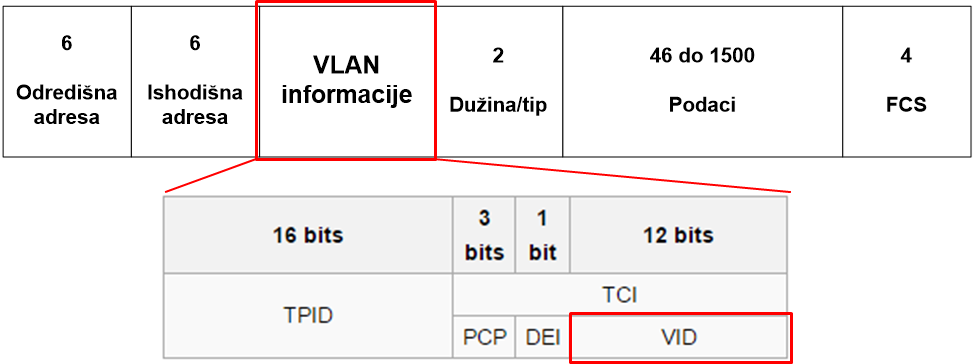 6
Odredišna
adresa
6
Ishodišna
adresa
VLAN
informacije
2
Dužina/tip
46 do 1500
Podaci
4
FCS
16 bits
3
bits
1
bit
12 bits
TPID
TCI
PCP
DEI
VID